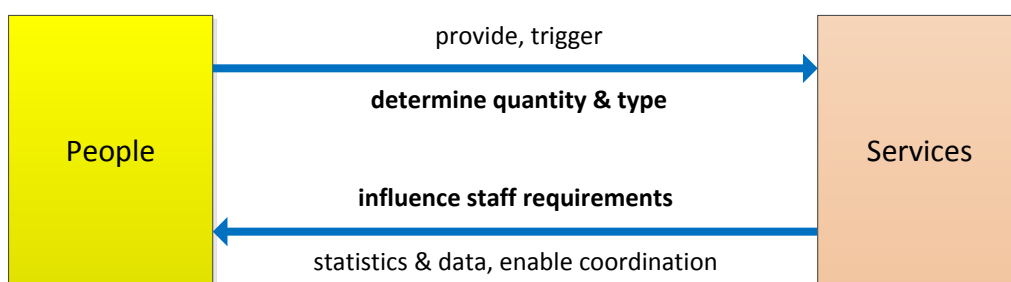 provide, trigger
determine quantity & type
People
Services
influence staff requirements
statistics & data, enable coordination